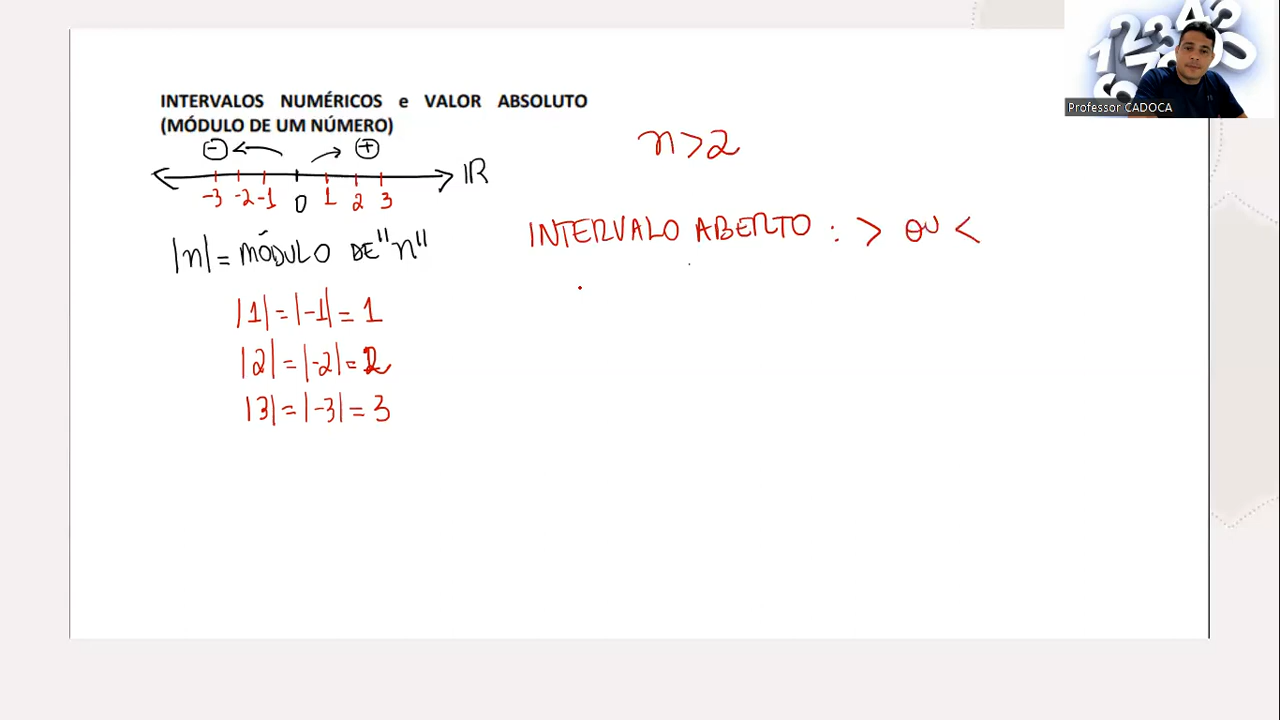 INTERVALOS NUMÉRICOS e VALOR ABSOLUTO
(MÓDULO DE UM NÚMERO)
- +
-3 -2 -1 0 1 2 3 ℝ
|n| = MÓDULO DE "n"
|1| = |-1| = 1
|2| = |-2| = 2
|3| = |-3| = 3
n > 2
INTERVALO ABERTO : > OU <
Professor CADOCA